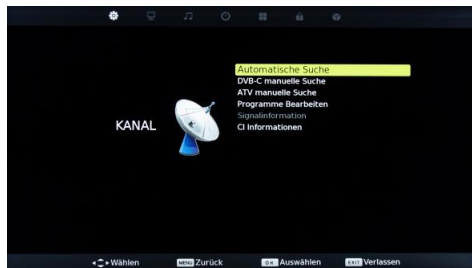 Automatische Suche
DVB-C manuelle Suche
ATV manuelle Suche
Programme Bearbeiten
Signalinformation
CI Informationen
KANAL
Wählen MENU Zurück OK Auswählen EXIT Verlassen